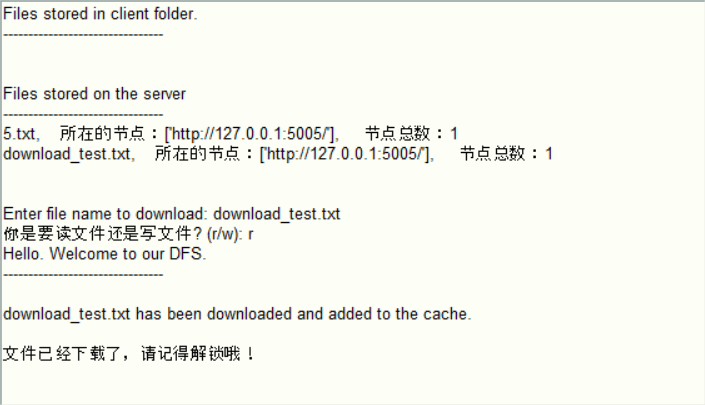 Files stored in client folder.
--------------------------------
Files stored on the server
--------------------------------
5.txt, 所在的节点：['http://127.0.0.1:5005/'], 节点总数：1
download_test.txt, 所在的节点：['http://127.0.0.1:5005/'], 节点总数：1
Enter file name to download: download_test.txt
你是要读文件还是写文件? (r/w): r
Hello. Welcome to our DFS.
--------------------------------
download_test.txt has been downloaded and added to the cache.
文件已经下载了，请记得解锁哦！